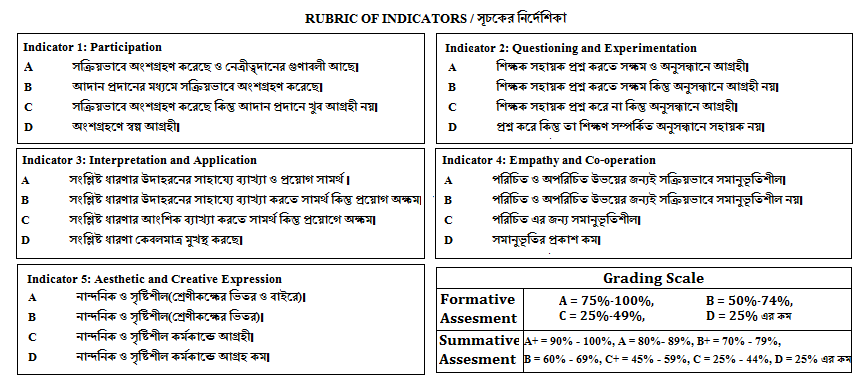 RUBRIC OF INDICATORS / সূচকের নির্দেশিকা
Indicator 1: Participation
A সক্রিয়ভাবে অংশগ্রহণ করেছে ও নেত্রীত্বদানের গুণাবলী আছে।
B আদান প্রদানের মধ্যমে সক্রিয়ভাবে অংশগ্রহণ করেছে।
C সক্রিয়ভাবে অংশগ্রহণ করেছে কিন্তু আদান প্রদানে খুব আগ্রহী নয়।
D অংশগ্রহণে স্বল্প আগ্রহী।
Indicator 2: Questioning and Experimentation
A শিক্ষক সহায়ক প্রশ্ন করতে সক্ষম ও অনুসন্ধানে আগ্রহী।
B শিক্ষক সহায়ক প্রশ্ন করতে সক্ষম কিন্তু অনুসন্ধানে আগ্রহী নয়।
C শিক্ষক সহায়ক প্রশ্ন করে না কিন্তু অনুসন্ধানে আগ্রহী।
D প্রশ্ন করে কিন্তু তা শিক্ষণ সম্পর্কিত অনুসন্ধানে সহায়ক নয়।
Indicator 3: Interpretation and Application
A সংশ্লিষ্ট ধারণার উদাহরনের সাহায্যে ব্যাখ্যা ও প্রয়োগ সামর্থ।
B সংশ্লিষ্ট ধারণার উদাহরনের সাহায্যে ব্যাখ্যা করতে সামর্থ কিন্তু প্রয়োগ অক্ষম।
C সংশ্লিষ্ট ধারণার আংশিক ব্যাখ্যা করতে সামর্থ কিন্তু প্রয়োগে অক্ষম।
D সংশ্লিষ্ট ধারণা কেবলমাত্র মুখস্থ করছে।
Indicator 4: Empathy and Co-operation
A পরিচিত ও অপরিচিত উভয়ের জন্যই সক্রিয়ভাবে সমানুভূতিশীল।
B পরিচিত ও অপরিচিত উভয়ের জন্যই সক্রিয়ভাবে সমানুভূতিশীল নয়।
C পরিচিত এর জন্য সমানুভূতিশীল।
D সমানুভূতির প্রকাশ কম।
Indicator 5: Aesthetic and Creative Expression
A নান্দনিক ও সৃষ্টিশীল(শ্রেণীকক্ষের ভিতর ও বাইরে)।
B নান্দনিক ও সৃষ্টিশীল(শ্রেণীকক্ষের ভিতর)।
C নান্দনিক ও সৃষ্টিশীল কর্মকান্ডে আগ্রহী।
D নান্দনিক ও সৃষ্টিশীল কর্মকান্ডে আগ্রহ কম।
Grading Scale
Formative Assesment
A = 75%-100%, B = 50%-74%,
C = 25%-49%, D = 25% এর কম
Summative Assesment
A+ = 90% - 100%, A = 80%- 89%, B+ = 70% - 79%,
B = 60% - 69%, C+ = 45% - 59%, C = 25% - 44%, D = 25% এর কম